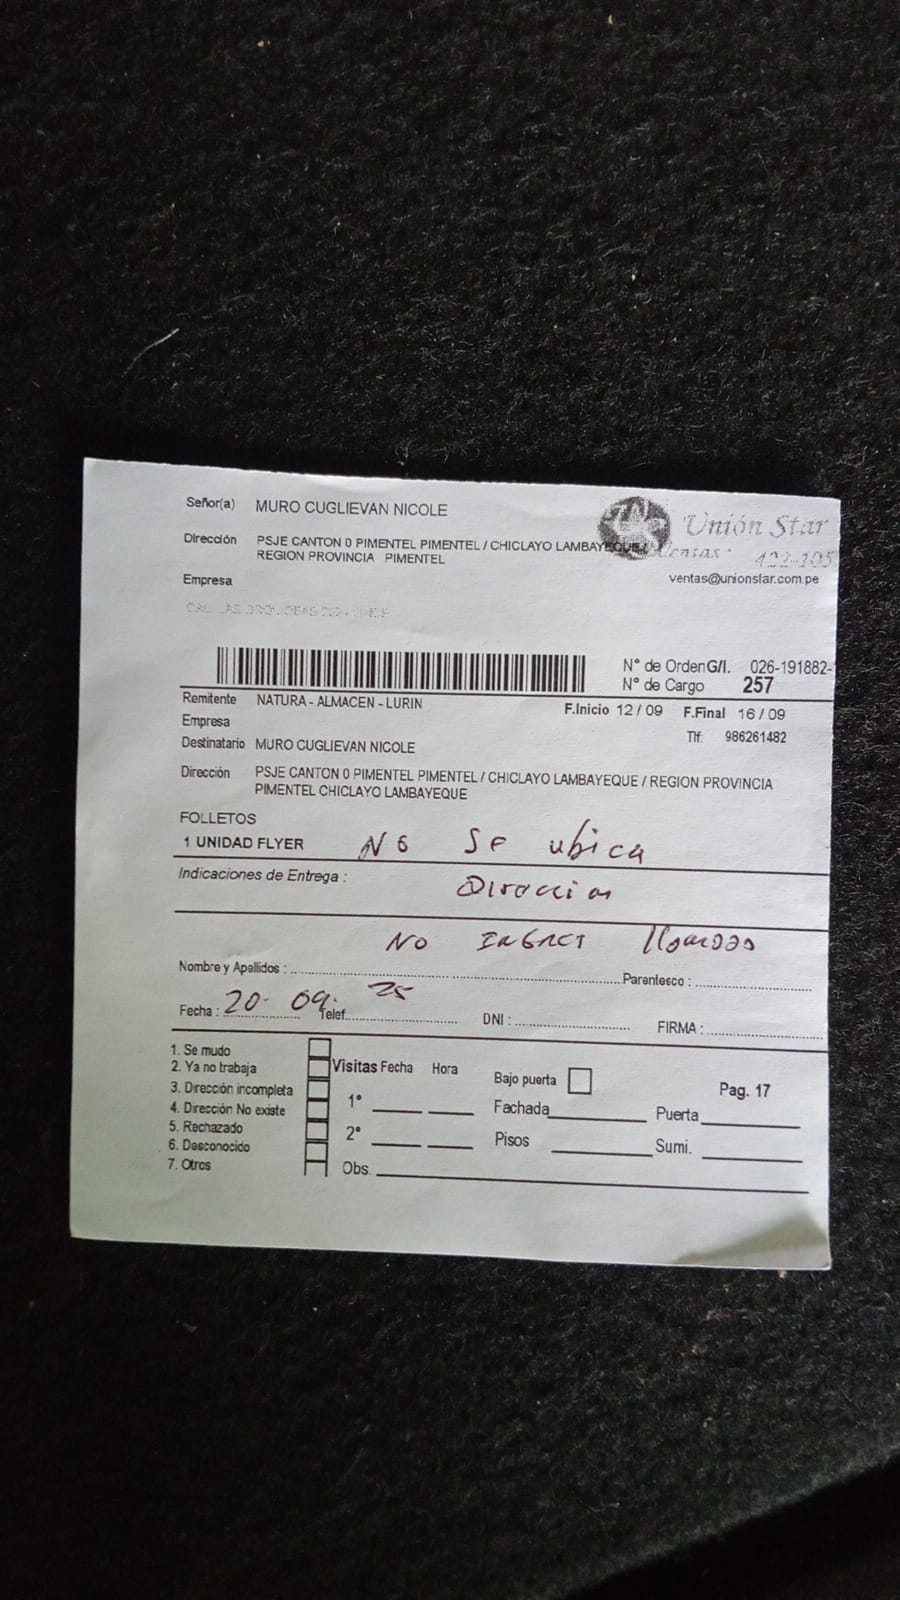 Señor(a) MURO CUGLIEVAN NICOLE
Unión Star
Dirección PSJE CANTON 0 PIMENTEL PIMENTEL / CHICLAYO LAMBAYEQUE /
REGION PROVINCIA PIMENTEL
Ventas: 422-105
Empresa
ventas@unionstar.com.pe
N° de Orden G/I. 026-191882-
N° de Cargo 257
Remitente NATURA - ALMACEN - LURIN
F.Inicio 12 / 09 F.Final 16 / 09
Empresa
Tlf: 986261482
Destinatario MURO CUGLIEVAN NICOLE
Dirección PSJE CANTON 0 PIMENTEL PIMENTEL / CHICLAYO LAMBAYEQUE / REGION PROVINCIA
PIMENTEL CHICLAYO LAMBAYEQUE
FOLLETOS
1 UNIDAD FLYER No se ubica
Indicaciones de Entrega : Direccion
No
Nombre y Apellidos : Parentesco :
Fecha : 20- 09- 25 Telef. DNI : FIRMA :
1. Se mudo
2. Ya no trabaja
3. Dirección incompleta
4. Dirección No existe
5. Rechazado
6. Desconocido
7. Otros
Visitas Fecha Hora
1°
2°
Obs.
Bajo puerta
Fachada Puerta
Pisos Sumi.
Pag. 17